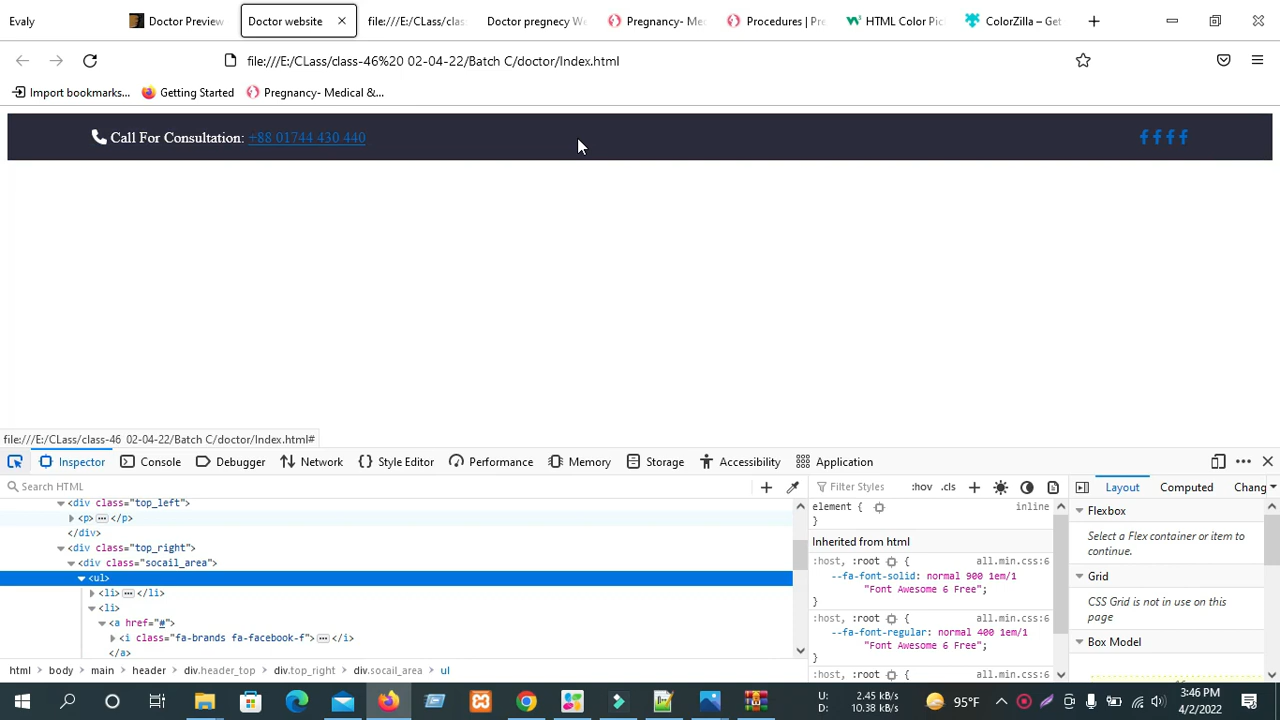 Evaly Doctor Preview Doctor website file:///E:/CLass/clas Doctor pregnecy We Pregnancy- Me Procedures | Pre HTML Color Pic ColorZilla – Get
file:///E:/CLass/class-46%20 02-04-22/Batch C/doctor/Index.html
Import bookmarks... Getting Started Pregnancy- Medical &...
Call For Consultation: +88 01744 430 440
file:///E:/CLass/class-46 02-04-22/Batch C/doctor/Index.html#
Inspector Console Debugger Network {} Style Editor Performance Memory Storage Accessibility Application
Search HTML
Filter Styles :hov .cls + Layout Computed Chang
<div class="top_left">
<p> ... </p>
</div>
<div class="top_right">
<div class="socail_area">
<ul>
<li> ... </li>
<li>
<a href="#">
<i class="fa-brands fa-facebook-f"> ... </i>
</a>
html body main header div.header_top div.top_right div.socail_area ul
element { inline
}
Inherited from html
:host, :root { all.min.css:6
--fa-font-solid: normal 900 1em/1
"Font Awesome 6 Free";
}
:host, :root { all.min.css:6
--fa-font-regular: normal 400 1em/1
"Font Awesome 6 Free";
}
:host, :root { all.min.css:6
Flexbox
Select a Flex container or item to
continue.
Grid
CSS Grid is not in use on this
page
Box Model
U: 2.45 kB/s
D: 10.38 kB/s
95°F
3:46 PM
4/2/2022